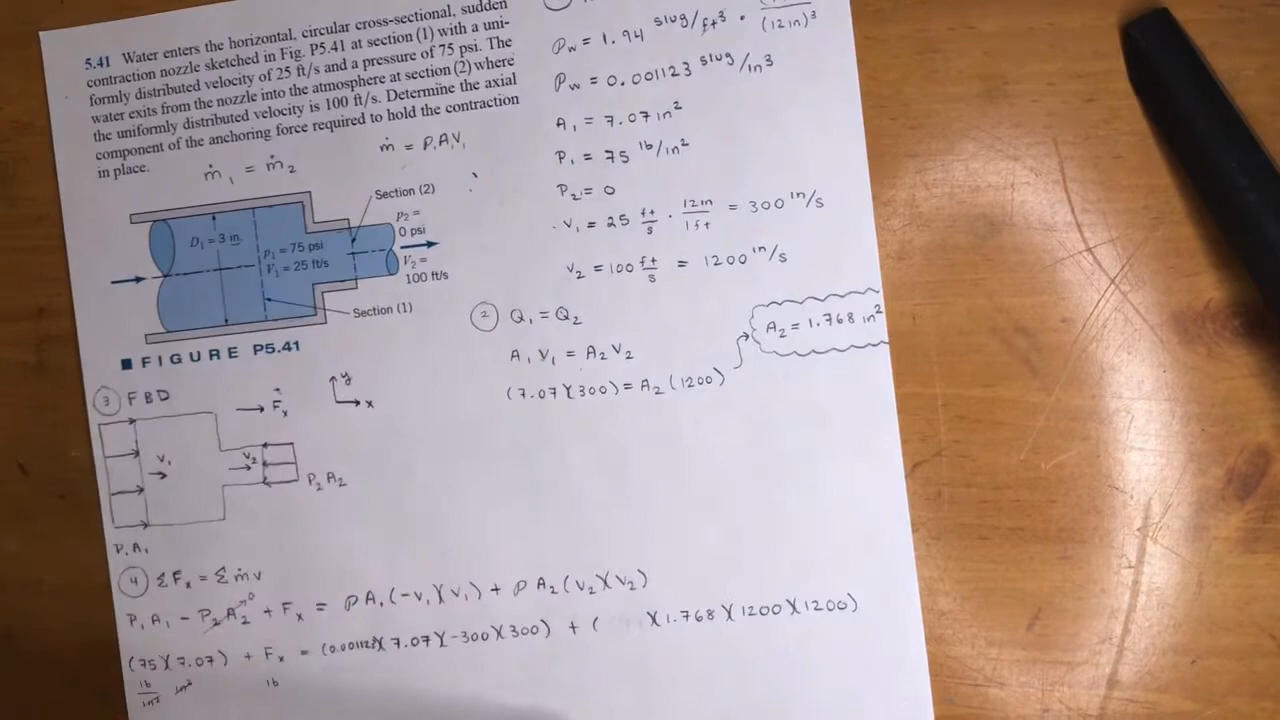 5.41 Water enters the horizontal, circular cross-sectional, sudden
contraction nozzle sketched in Fig. P5.41 at section (1) with a uni-
formly distributed velocity of 25 ft/s and a pressure of 75 psi. The
water exits from the nozzle into the atmosphere at section (2) where
the uniformly distributed velocity is 100 ft/s. Determine the axial
component of the anchoring force required to hold the contraction
in place.
ṁ₁ = ṁ₂
ṁ = ρ₁A₁V₁
Section (2)
p₂ =
0 psi
D₁ = 3 in.
p₁ = 75 psi
V₁ = 25 ft/s
V₂ =
100 ft/s
Section (1)
FIGURE P5.41
(12in)³
ρw = 1.94 slug/ft³ ·
ρw = 0.001123 slug/in³
A₁ = 7.07 in²
P₁ = 75 lb/in²
P₂ = 0
V₁ = 25 ft/s · 12in/1ft = 300 in/s
V₂ = 100 ft/s = 1200 in/s
2 Q₁ = Q₂
A₁V₁ = A₂V₂
(7.07)(300) = A₂(1200)
A₂ = 1.768 in²
3 FBD
Fx
y
x
V₁
V₂
P₂A₂
P₁A₁
4 ΣFx = Σṁv
P₁A₁ - P₂A₂ 0 + Fx = ρA₁(-V₁)(V₁) + ρA₂(V₂)(V₂)
(75)(7.07) + Fx = (0.001123)(7.07)(-300)(300) + ( )(1.768)(1200)(1200)
lb/in² in² lb